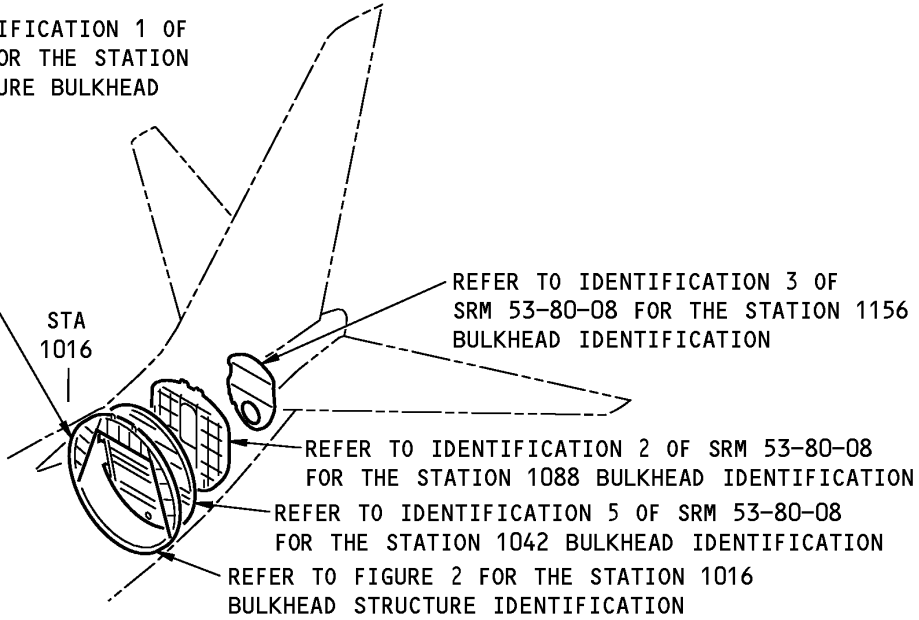 IFICATION 1 OF
OR THE STATION
URE BULKHEAD
REFER TO IDENTIFICATION 3 OF
SRM 53-80-08 FOR THE STATION 1156
BULKHEAD IDENTIFICATION
STA
1016
REFER TO IDENTIFICATION 2 OF SRM 53-80-08
FOR THE STATION 1088 BULKHEAD IDENTIFICATION
REFER TO IDENTIFICATION 5 OF SRM 53-80-08
FOR THE STATION 1042 BULKHEAD IDENTIFICATION
REFER TO FIGURE 2 FOR THE STATION 1016
BULKHEAD STRUCTURE IDENTIFICATION